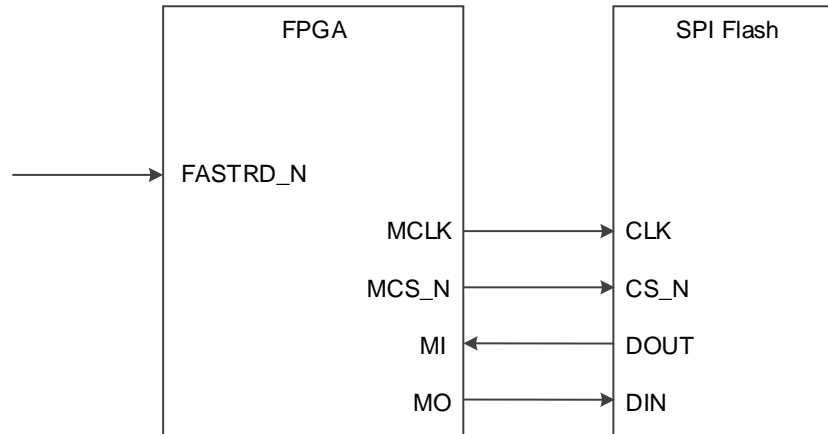 FPGA
SPI Flash
FASTRD_N
MCLK
CLK
MCS_N
CS_N
MI
DOUT
MO
DIN